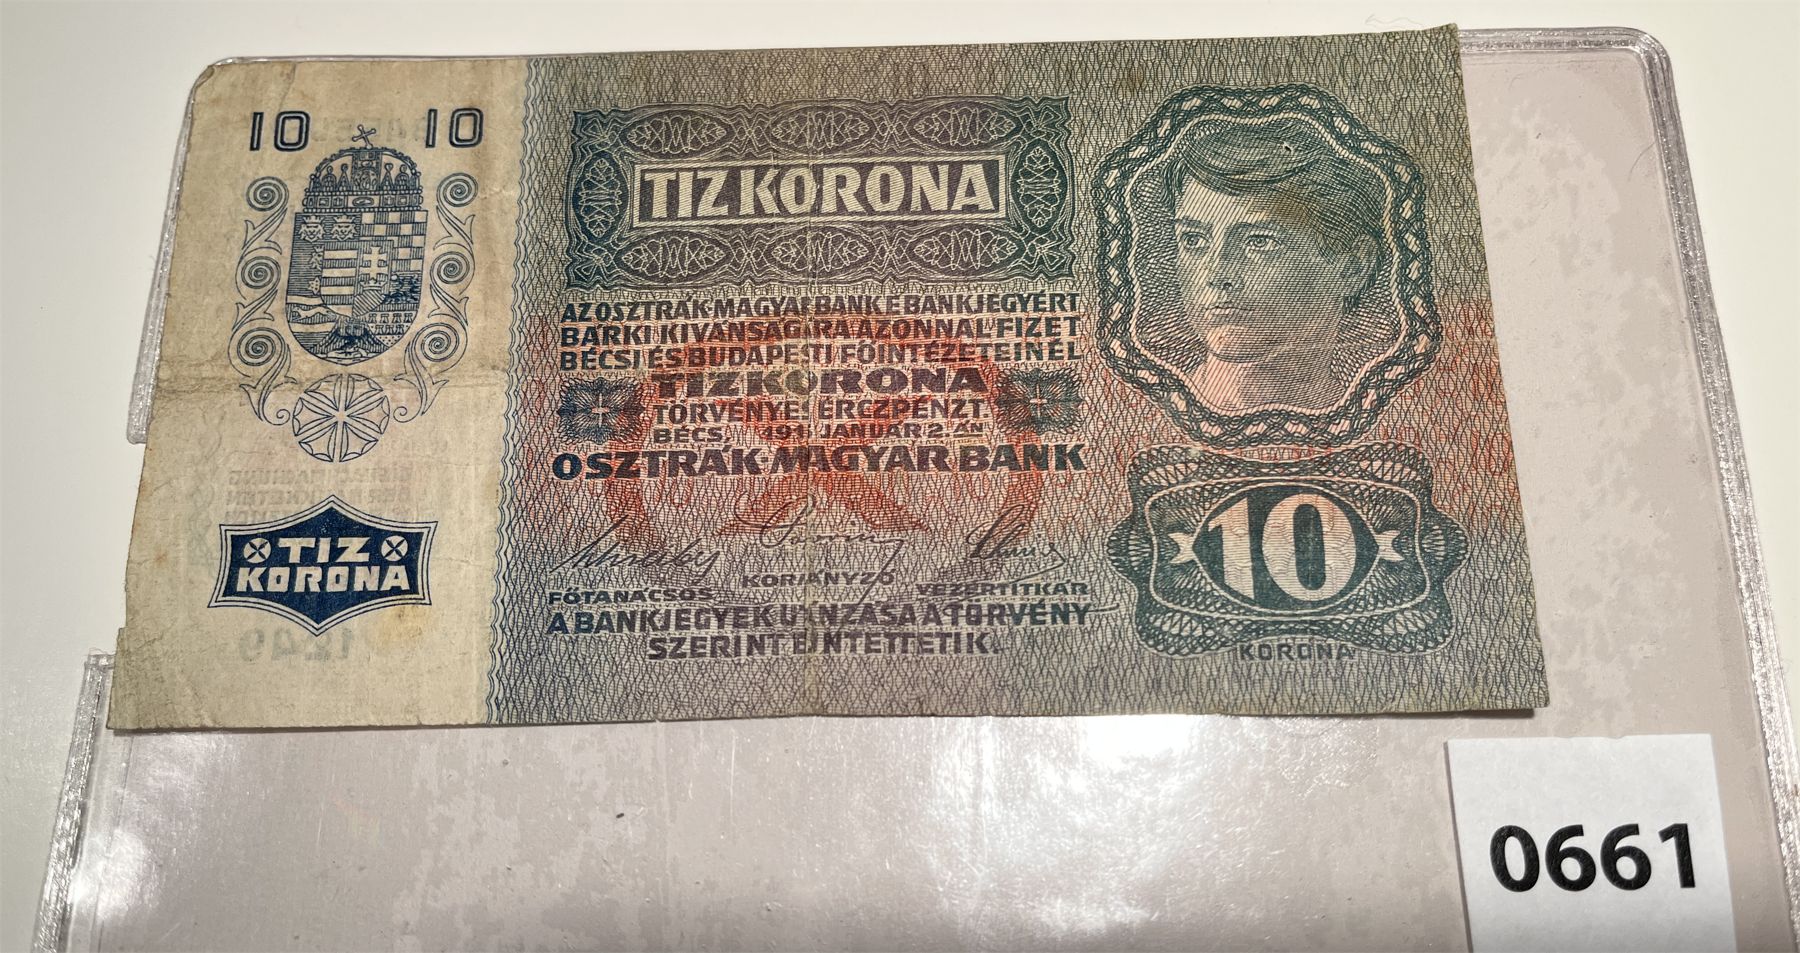 10 10
TIZ KORONA
AZ OSZTRÁK-MAGYAR BANK E BANKJEGYÉRT
BÁRKI KIVÁNSÁGÁRA AZONNAL FIZET
BÉCSI ÉS BUDAPESTI FŐINTÉZETEINÉL
TIZ KORONA
TÖRVÉNYES ÉRCZPÉNZT.
BÉCS, 191 JANUÁR 2.-ÁN
OSZTRÁK-MAGYAR BANK
FŐTANÁCSOS KORMÁNYZÓ VEZÉRTITKÁR
A BANKJEGYEK UTÁNZÁSA A TÖRVÉNY
SZERINT BÜNTETTETIK.
TIZ
KORONA
10
KORONA
0661